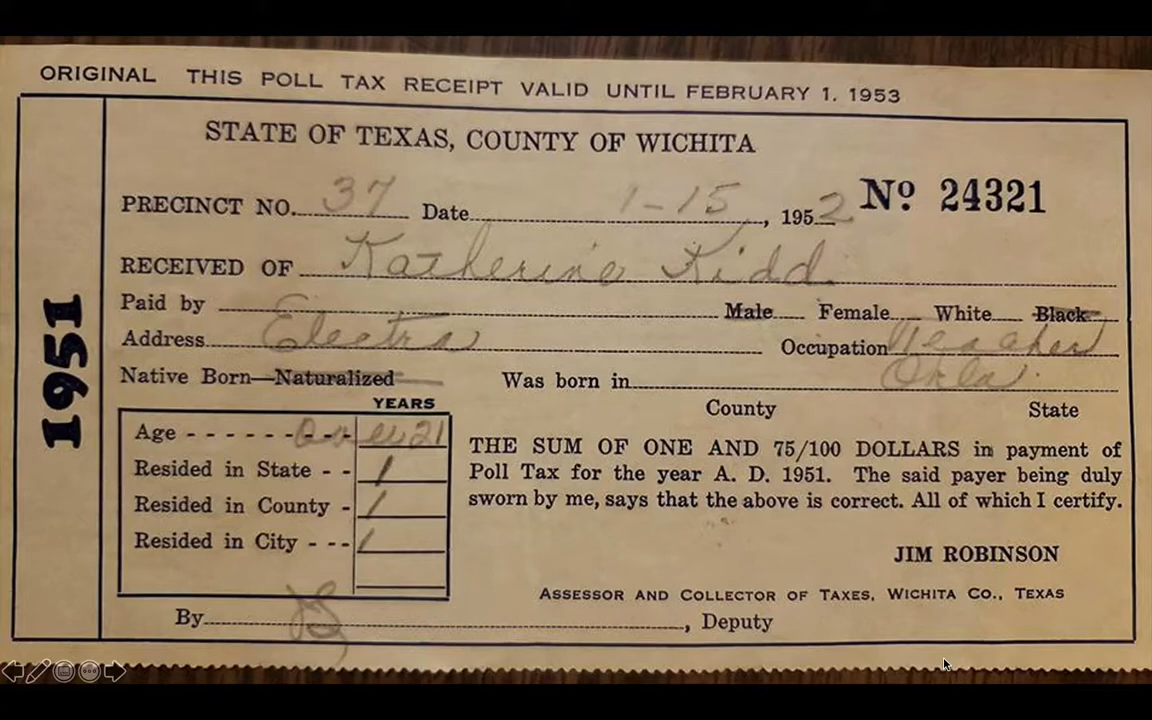 ORIGINAL THIS POLL TAX RECEIPT VALID UNTIL FEBRUARY 1, 1953
1951
STATE OF TEXAS, COUNTY OF WICHITA
PRECINCT NO. 37 Date 1-15, 1952 No 24321
RECEIVED OF Katherine Kidd
Paid by Male Female White Black
Address Electra Occupation Teacher
Native Born—Naturalized Was born in Okla.
County State
YEARS
Age over 21
Resided in State 1
Resided in County 1
Resided in City 1
THE SUM OF ONE AND 75/100 DOLLARS in payment of
Poll Tax for the year A. D. 1951. The said payer being duly
sworn by me, says that the above is correct. All of which I certify.
JIM ROBINSON
ASSESSOR AND COLLECTOR OF TAXES, WICHITA CO., TEXAS
By , Deputy